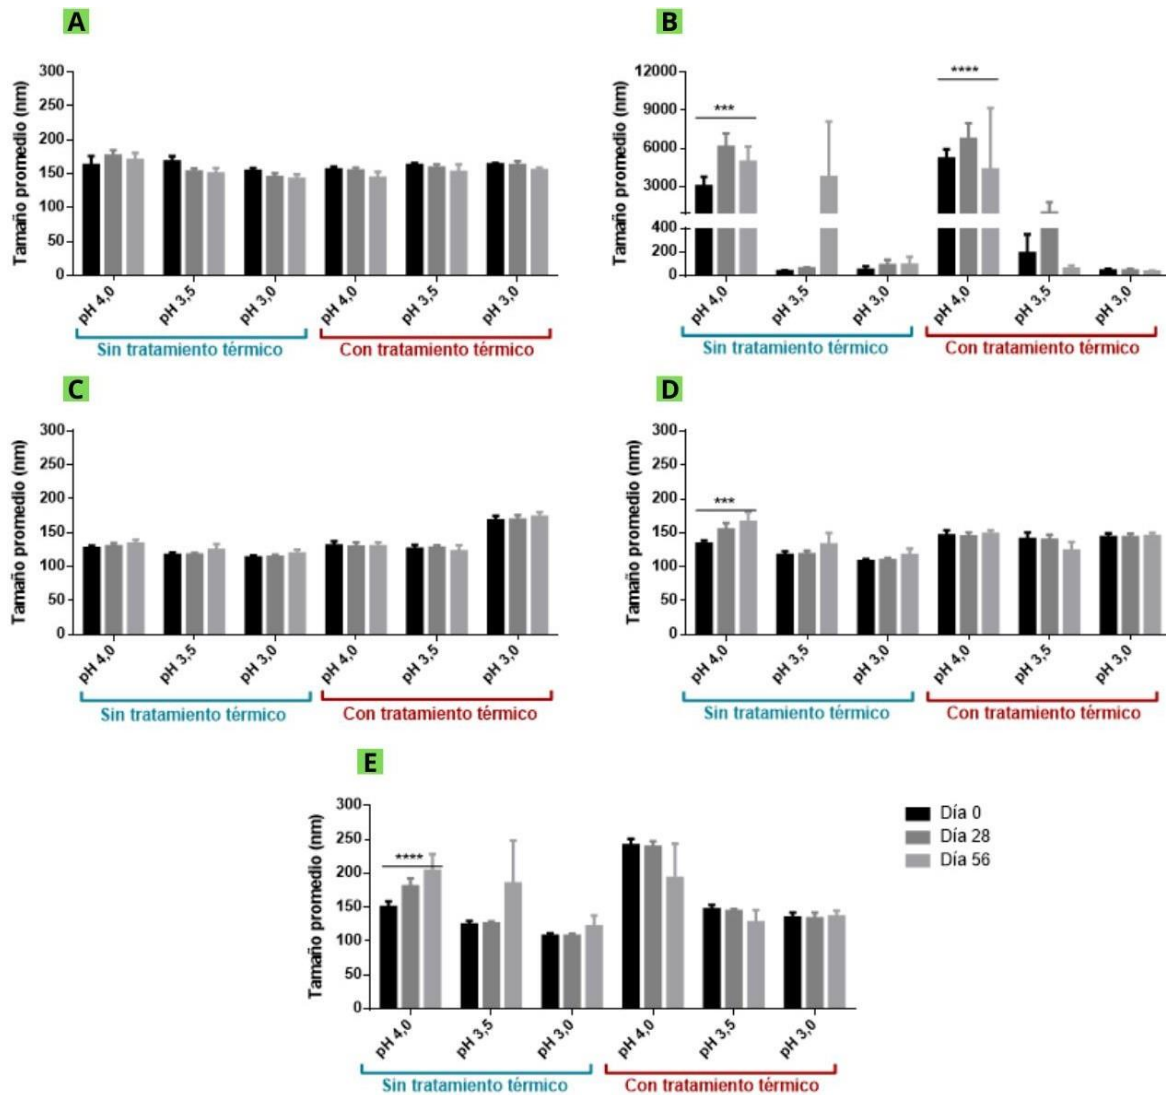 A
Tamaño promedio (nm)
300
250
200
150
100
50
0
pH 4,0
pH 3,5
pH 3,0
pH 4,0
pH 3,5
pH 3,0
Sin tratamiento térmico
Con tratamiento térmico
B
Tamaño promedio (nm)
12000
9000
6000
3000
400
200
0
***
****
pH 4,0
pH 3,5
pH 3,0
pH 4,0
pH 3,5
pH 3,0
Sin tratamiento térmico
Con tratamiento térmico
C
Tamaño promedio (nm)
300
250
200
150
100
50
0
pH 4,0
pH 3,5
pH 3,0
pH 4,0
pH 3,5
pH 3,0
Sin tratamiento térmico
Con tratamiento térmico
D
Tamaño promedio (nm)
300
250
200
150
100
50
0
***
pH 4,0
pH 3,5
pH 3,0
pH 4,0
pH 3,5
pH 3,0
Sin tratamiento térmico
Con tratamiento térmico
E
Tamaño promedio (nm)
300
250
200
150
100
50
0
****
pH 4,0
pH 3,5
pH 3,0
pH 4,0
pH 3,5
pH 3,0
Sin tratamiento térmico
Con tratamiento térmico
Día 0
Día 28
Día 56